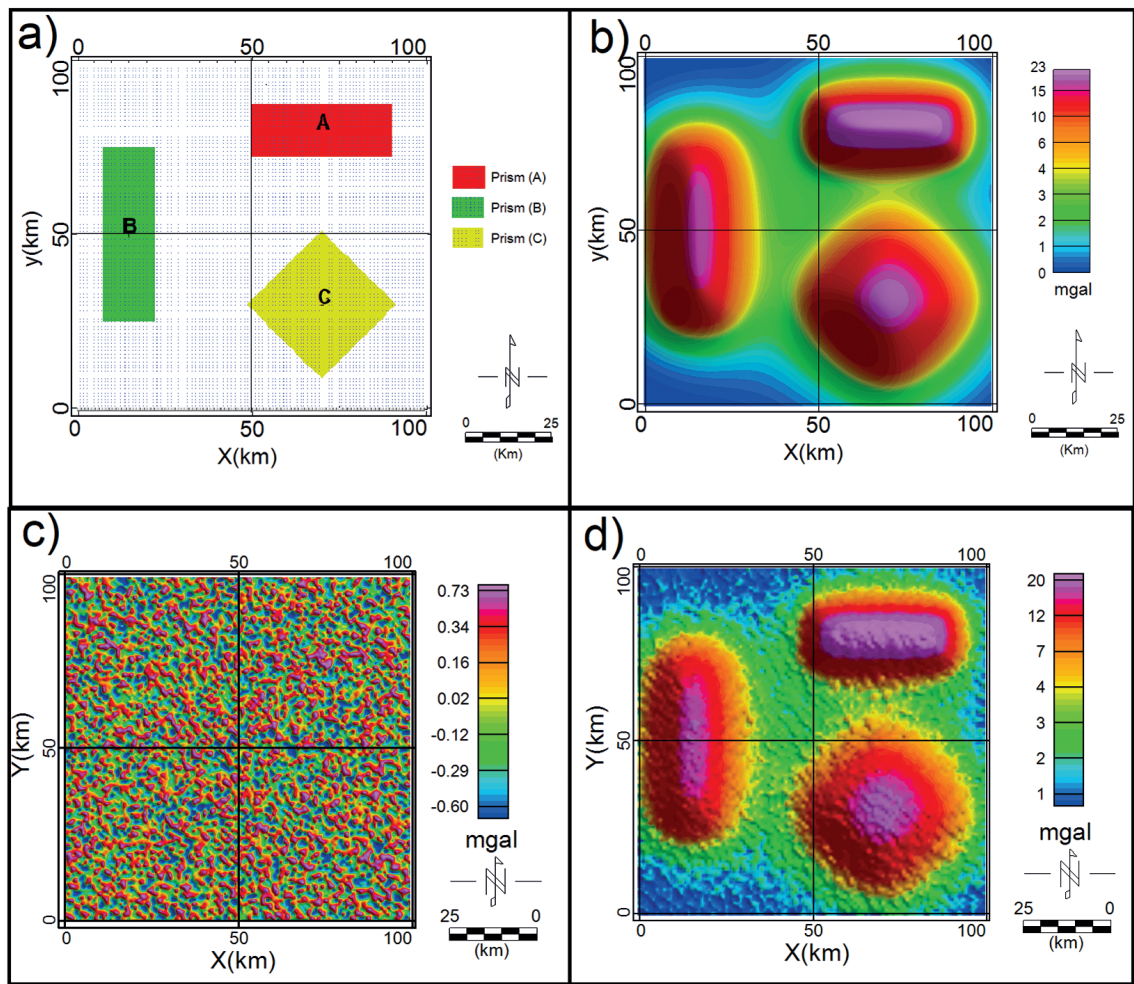 a)
0
50
100
100
50
0
y(km)
A
B
C
0
50
100
X(km)
Prism (A)
Prism (B)
Prism (C)
N
0
25
(Km)
b)
0
50
100
100
50
0
y(km)
0
50
100
X(km)
23
15
10
6
4
3
2
1
0
mgal
N
0
25
(Km)
c)
0
50
100
100
50
0
Y(km)
0
50
100
X(km)
0.73
0.34
0.16
0.02
-0.12
-0.29
-0.60
mgal
N
25
0
(km)
d)
0
50
100
100
50
0
Y(km)
0
50
100
X(km)
20
12
7
4
3
2
1
mgal
N
25
0
(km)